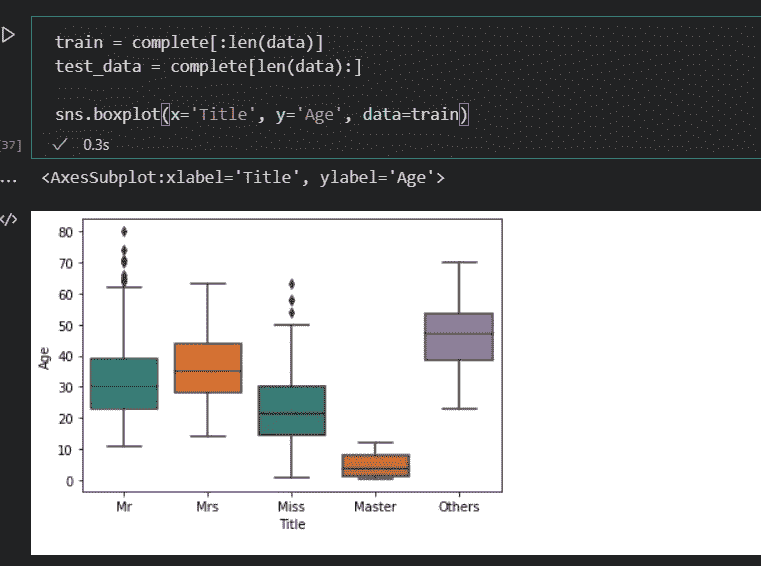 train = complete[:len(data)]
test_data = complete[len(data):]
sns.boxplot(x='Title', y='Age', data=train)
37]
✓ 0.3s
... <AxesSubplot:xlabel='Title', ylabel='Age'>
</>
80
70
60
50
40
30
20
10
0
Age
Mr Mrs Miss Master Others
Title